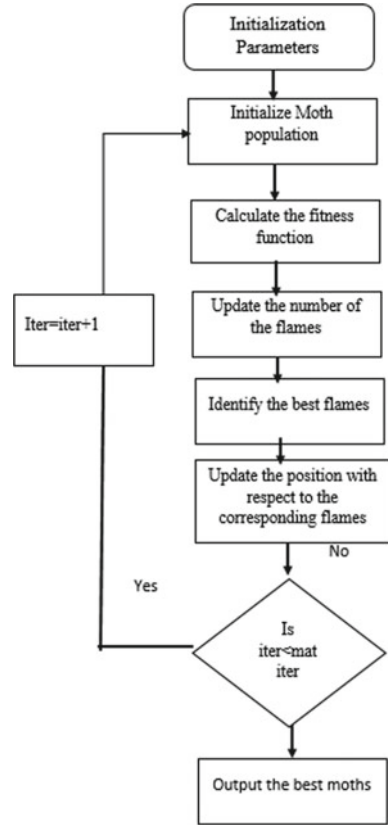 Initialization
Parameters
Initialize Moth
population
Calculate the fitness
function
Iter=iter+1
Update the number of
the flames
Identify the best flames
Update the position with
respect to the
corresponding flames
No
Yes
Is
iter<mat
iter
Output the best moths